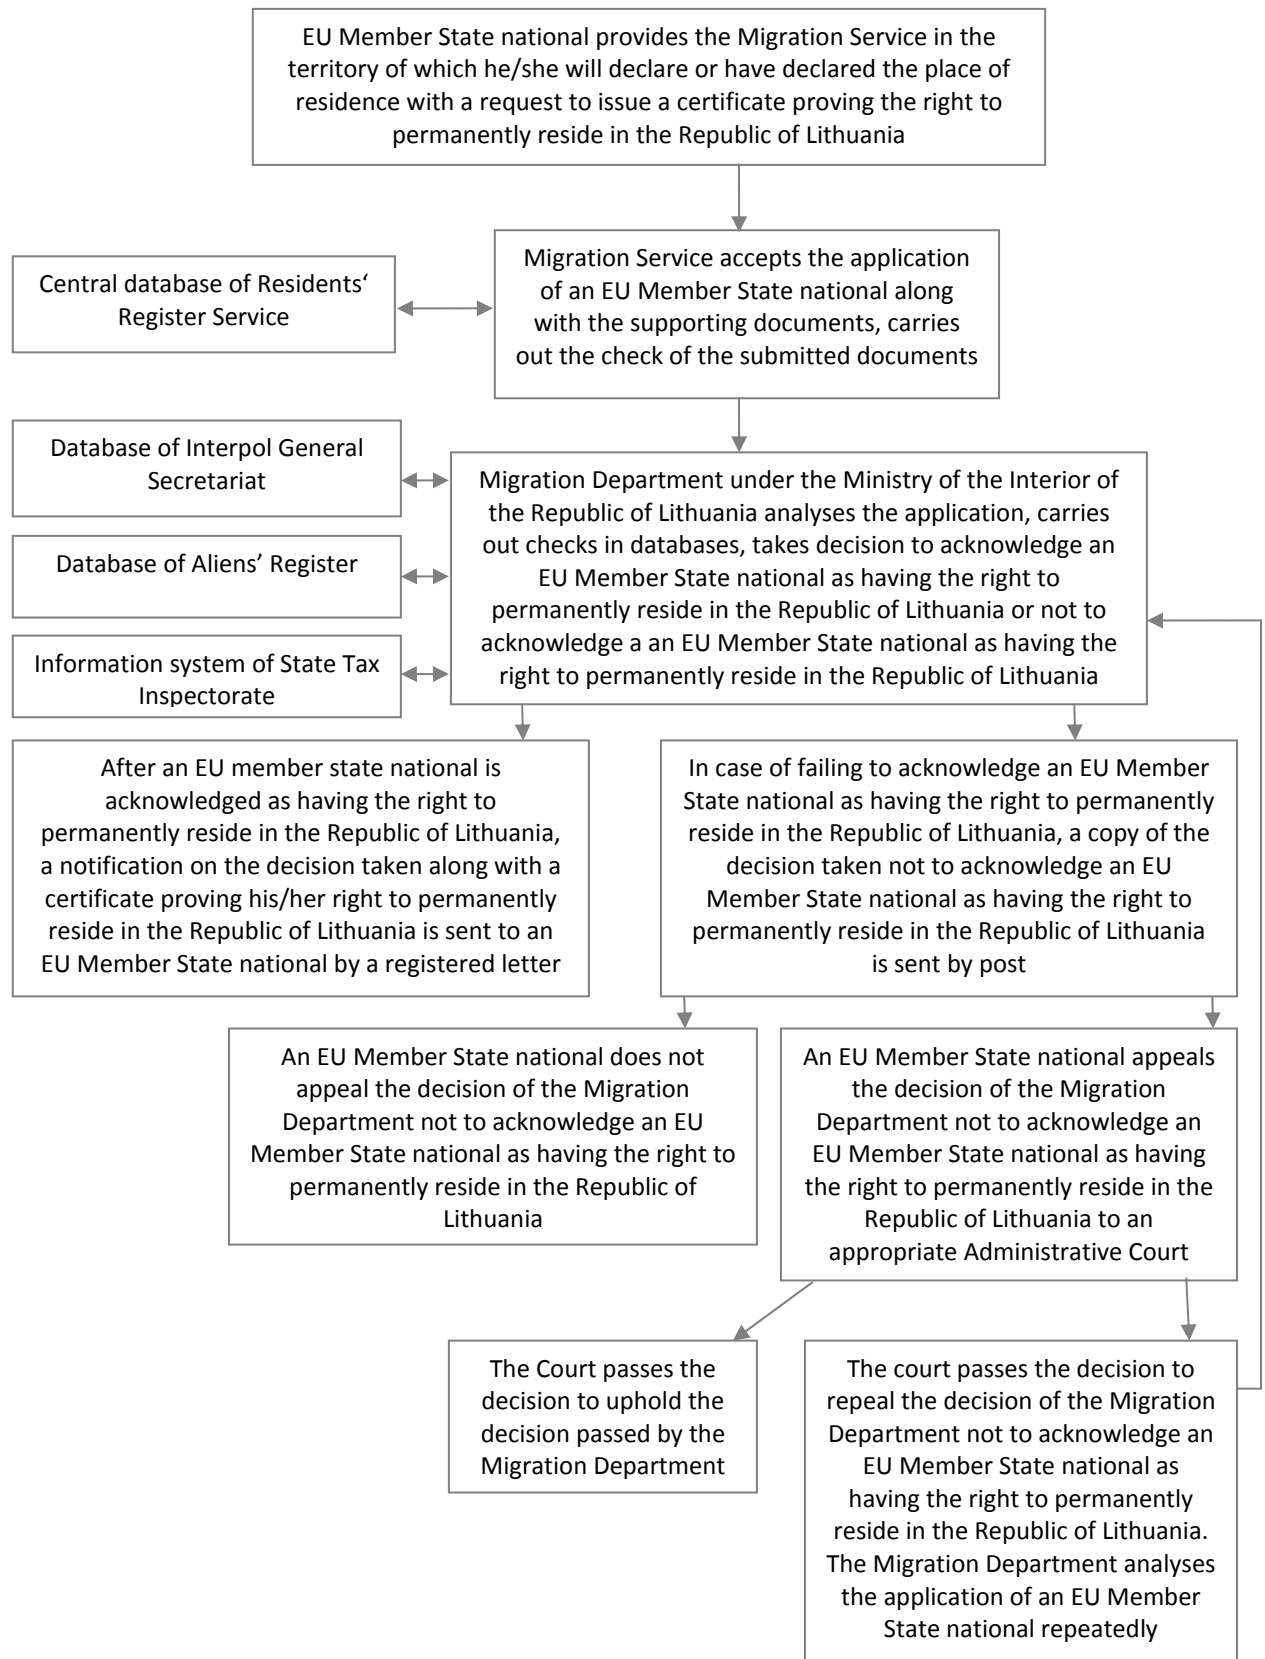 EU Member State national provides the Migration Service in the
territory of which he/she will declare or have declared the place of
residence with a request to issue a certificate proving the right to
permanently reside in the Republic of Lithuania
Central database of Residents‘
Register Service
Migration Service accepts the application
of an EU Member State national along
with the supporting documents, carries
out the check of the submitted documents
Database of Interpol General
Secretariat
Database of Aliens’ Register
Information system of State Tax
Inspectorate
Migration Department under the Ministry of the Interior of
the Republic of Lithuania analyses the application, carries
out checks in databases, takes decision to acknowledge an
EU Member State national as having the right to
permanently reside in the Republic of Lithuania or not to
acknowledge a an EU Member State national as having the
right to permanently reside in the Republic of Lithuania
After an EU member state national is
acknowledged as having the right to
permanently reside in the Republic of Lithuania,
a notification on the decision taken along with a
certificate proving his/her right to permanently
reside in the Republic of Lithuania is sent to an
EU Member State national by a registered letter
In case of failing to acknowledge an EU Member
State national as having the right to permanently
reside in the Republic of Lithuania, a copy of the
decision taken not to acknowledge an EU
Member State national as having the right to
permanently reside in the Republic of Lithuania
is sent by post
An EU Member State national does not
appeal the decision of the Migration
Department not to acknowledge an EU
Member State national as having the right to
permanently reside in the Republic of
Lithuania
An EU Member State national appeals
the decision of the Migration
Department not to acknowledge an
EU Member State national as having
the right to permanently reside in the
Republic of Lithuania to an
appropriate Administrative Court
The Court passes the
decision to uphold the
decision passed by the
Migration Department
The court passes the decision to
repeal the decision of the Migration
Department not to acknowledge an
EU Member State national as
having the right to permanently
reside in the Republic of Lithuania.
The Migration Department analyses
the application of an EU Member
State national repeatedly